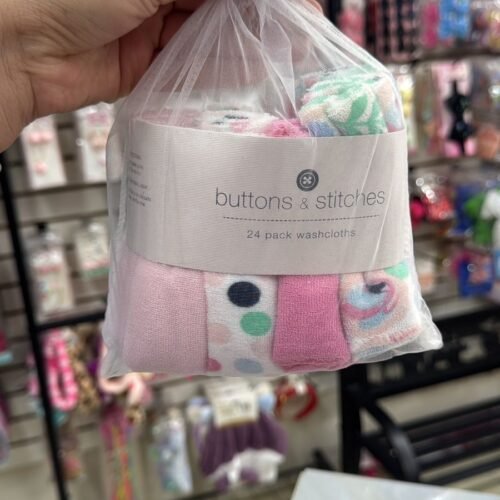 buttons & stitches
24 pack washcloths